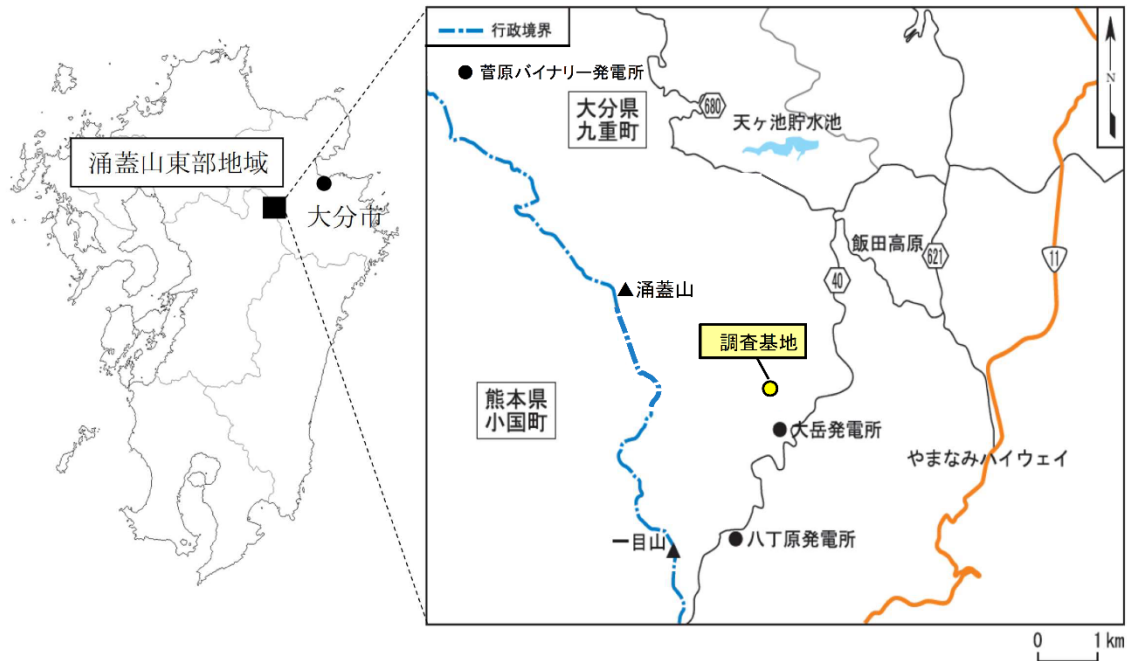 涌蓋山東部地域
大分市
行政境界
菅原バイナリー発電所
大分県
九重町
680
天ヶ池貯水池
N
飯田高原
621
11
40
涌蓋山
調査基地
熊本県
小国町
大岳発電所
やまなみハイウェイ
一目山
八丁原発電所
0 1km